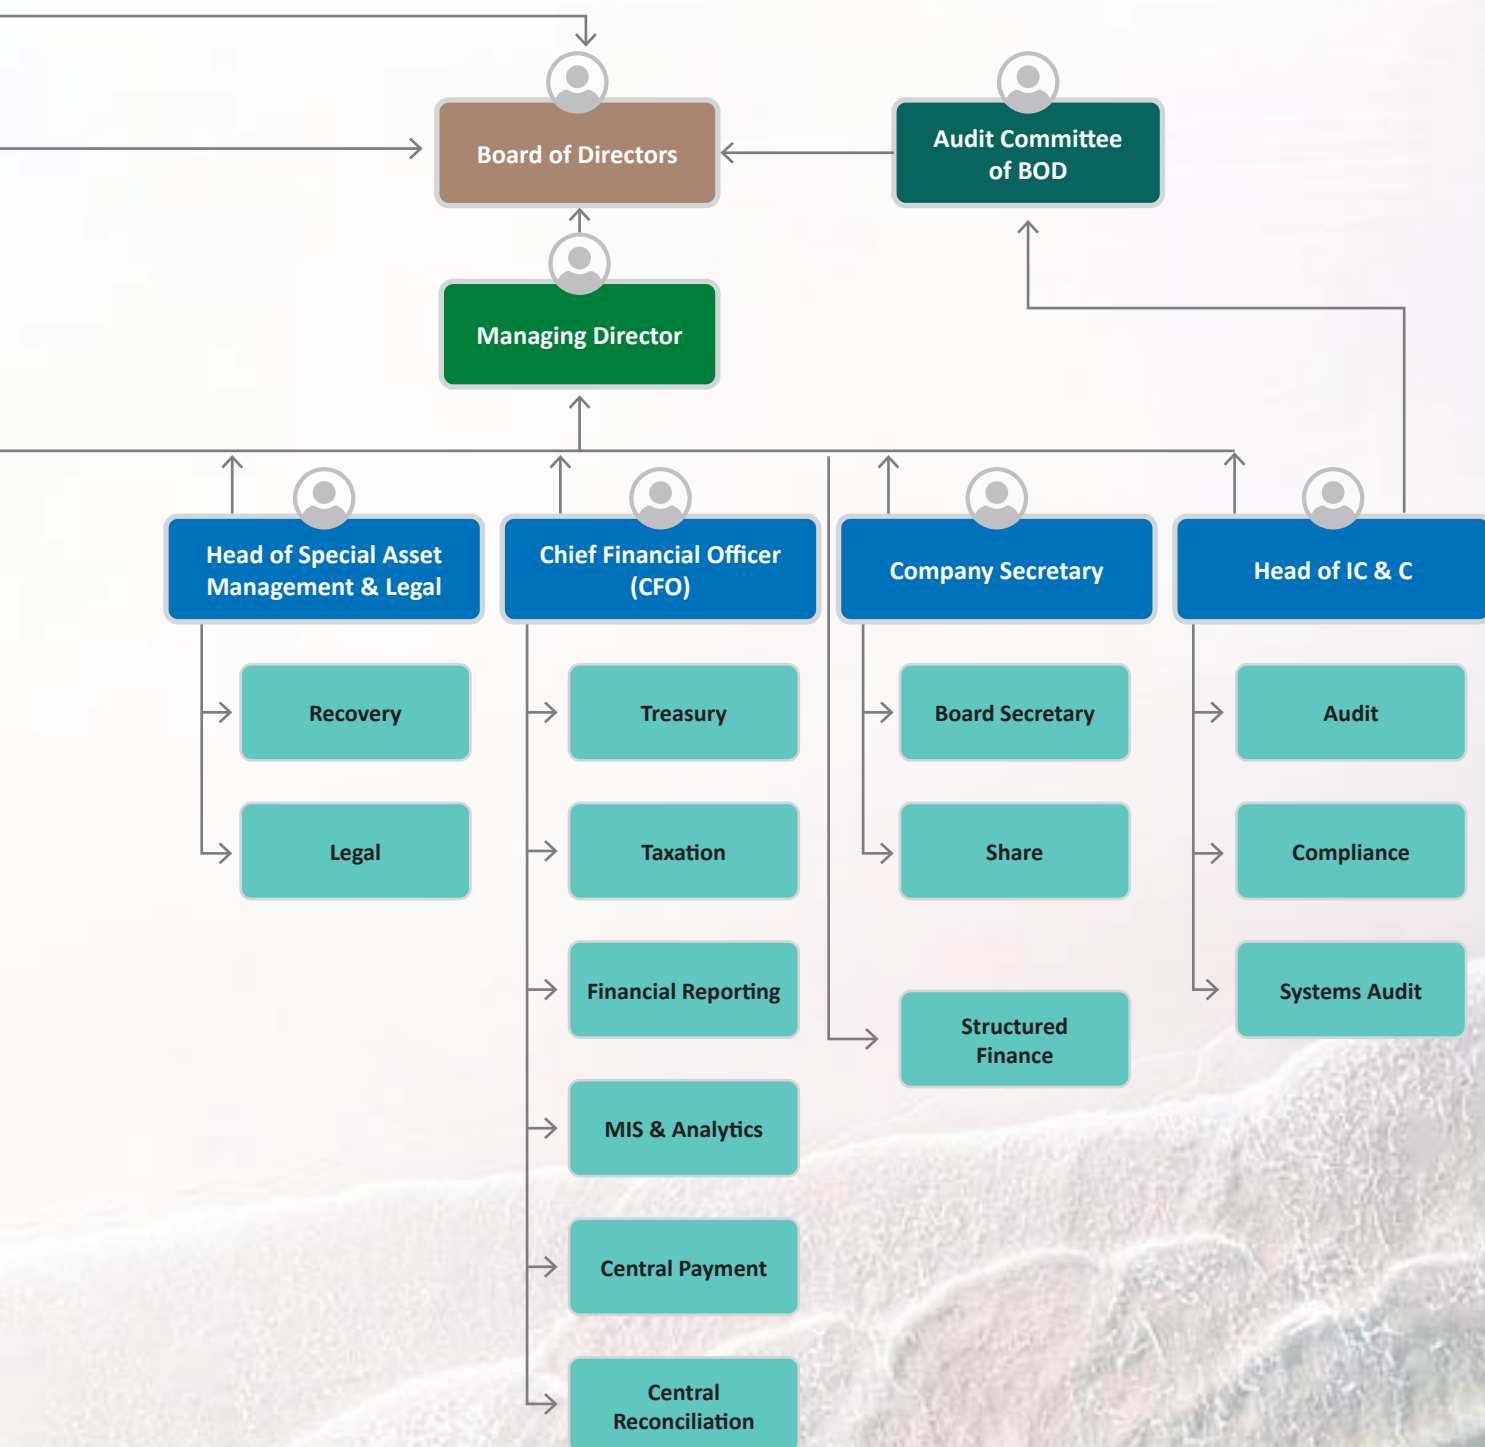 Board of Directors
Audit Committee
of BOD
Managing Director
Head of Special Asset
Management & Legal
Chief Financial Officer
(CFO)
Company Secretary
Head of IC & C
Recovery
Treasury
Board Secretary
Audit
Legal
Taxation
Share
Compliance
Financial Reporting
Systems Audit
Structured
Finance
MIS & Analytics
Central Payment
Central
Reconciliation